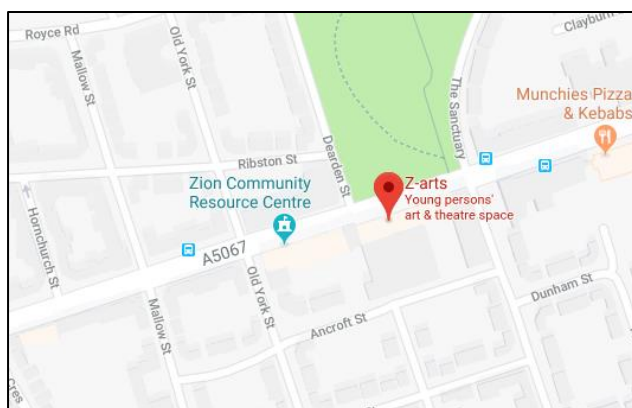 Royce Rd
Mallow St
Old York St
Clayburn
The Sanctuary
Munchies Pizza
& Kebabs
Dearden St
Ribston St
Zion Community
Resource Centre
Z-arts
Young persons'
art & theatre space
Hornchurch St
A5067
Mallow St
Old York St
Dunham St
Ancroft St
Cres